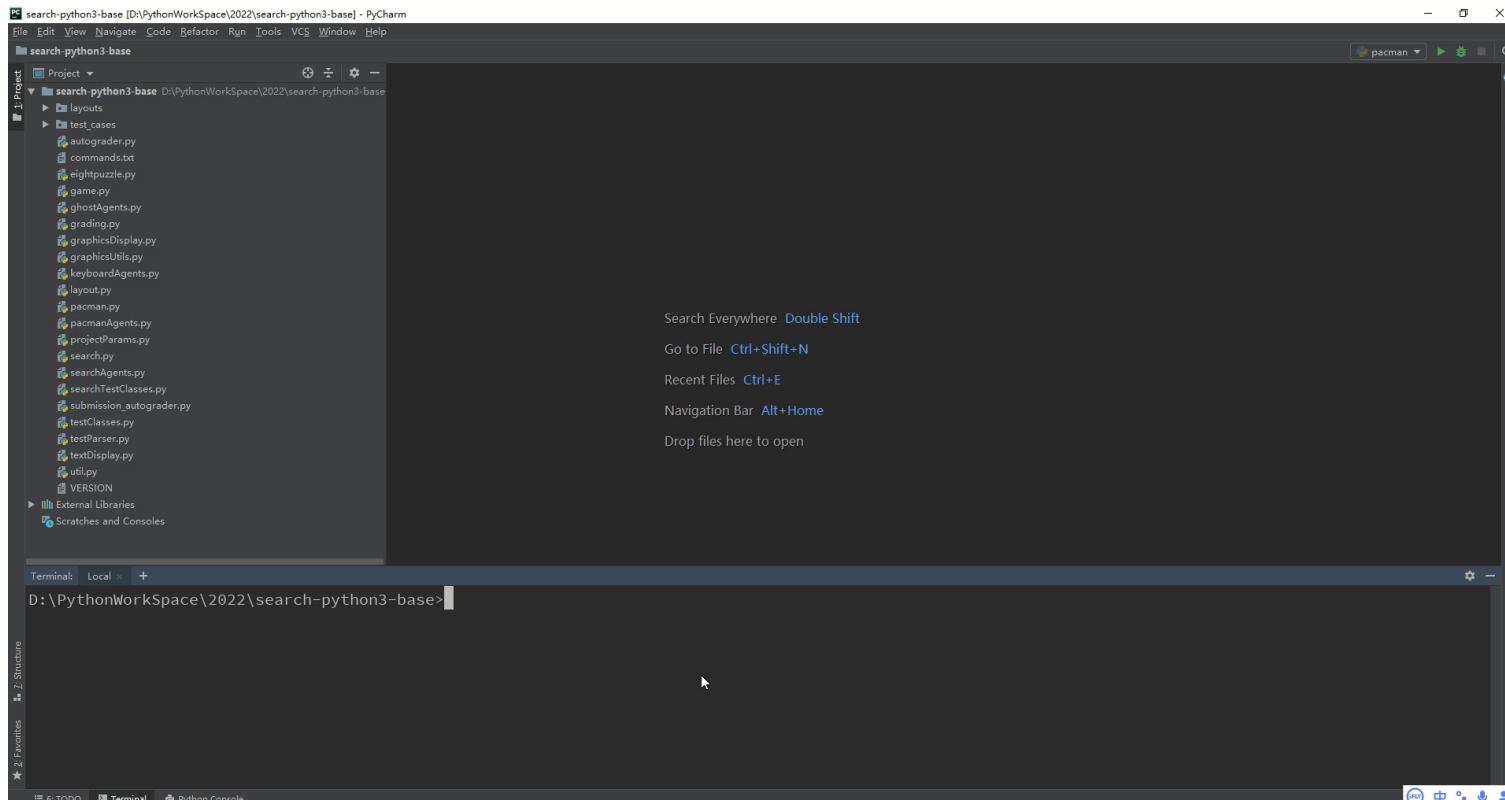 PC search-python3-base [D:\PythonWorkSpace\2022\search-python3-base] - PyCharm
File Edit View Navigate Code Refactor Run Tools VCS Window Help
search-python3-base
pacman
1: Project
Project
search-python3-base D:\PythonWorkSpace\2022\search-python3-base
layouts
test_cases
autograder.py
commands.txt
eightpuzzle.py
game.py
ghostAgents.py
grading.py
graphicsDisplay.py
graphicsUtils.py
keyboardAgents.py
layout.py
pacman.py
pacmanAgents.py
projectParams.py
search.py
searchAgents.py
searchTestClasses.py
submission_autograder.py
testClasses.py
testParser.py
textDisplay.py
util.py
VERSION
External Libraries
Scratches and Consoles
Search Everywhere Double Shift
Go to File Ctrl+Shift+N
Recent Files Ctrl+E
Navigation Bar Alt+Home
Drop files here to open
Terminal: Local × +
D:\PythonWorkSpace\2022\search-python3-base>
7: Structure
2: Favorites
6: TODO Terminal Python Console
iFLY 中